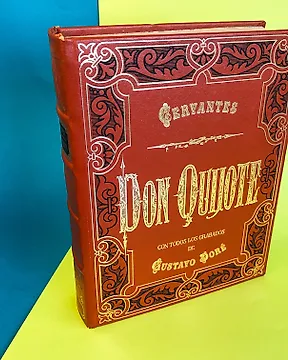 CERVANTES
DON QUIJOTE
CON TODOS LOS GRABADOS
DE
GUSTAVO DORÉ